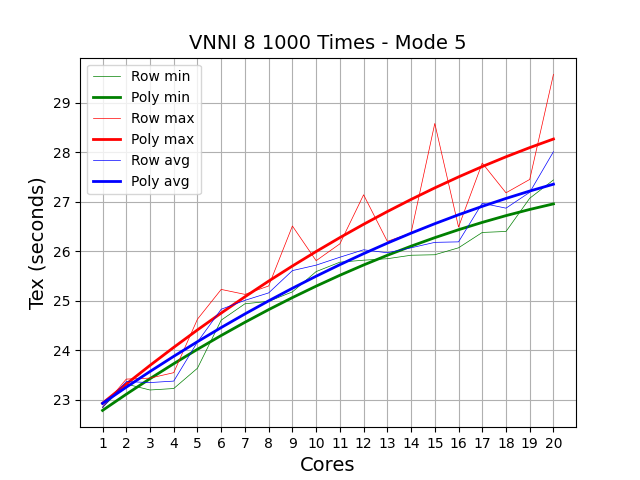 VNNI 8 1000 Times - Mode 5
Row min
Poly min
Row max
Poly max
Row avg
Poly avg
Tex (seconds)
29
28
27
26
25
24
23
1 2 3 4 5 6 7 8 9 10 11 12 13 14 15 16 17 18 19 20
Cores